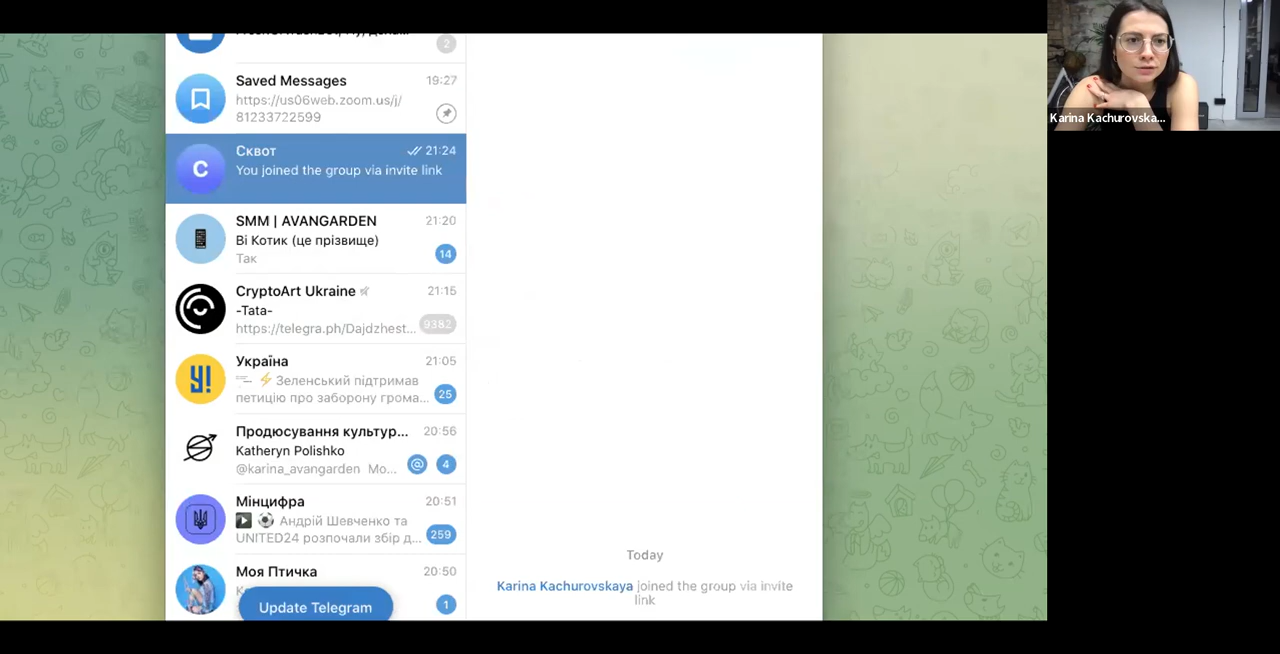 2
Saved Messages 19:27
https://us06web.zoom.us/j/
81233722599
C
Сквот 21:24
You joined the group via invite link
SMM | AVANGARDEN 21:20
Ві Котик (це прізвище)
Так 14
CryptoArt Ukraine 21:15
-Tata-
https://telegra.ph/Dajdzhest... 9382
У!
Україна 21:05
Зеленський підтримав
петицію про заборону грома... 25
Продюсування культур... 20:56
Katheryn Polishko
@karina_avangarden Мо... @ 4
Мінцифра 20:51
Андрій Шевченко та
UNITED24 розпочали збір д... 259
Моя Птичка 20:50
1
Update Telegram
Today
Karina Kachurovskaya joined the group via invite
link
Karina Kachurovska...